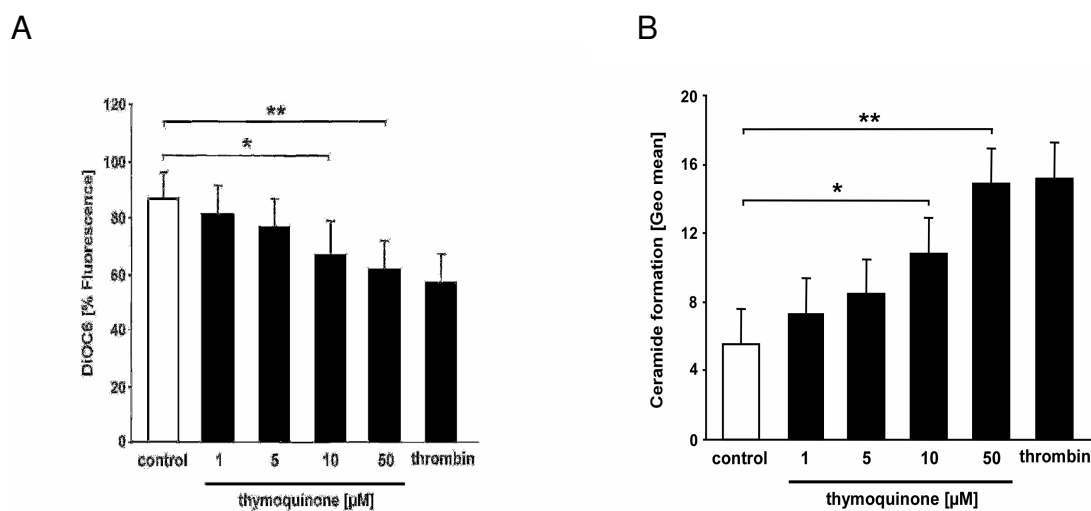 A
DiOC6 [% Fluorescence]
120
100
80
60
40
20
0
**
*
control 1 5 10 50 thrombin
thymoquinone [µM]
B
Ceramide formation [Geo mean]
20
16
12
8
4
0
**
*
control 1 5 10 50 thrombin
thymoquinone [µM]